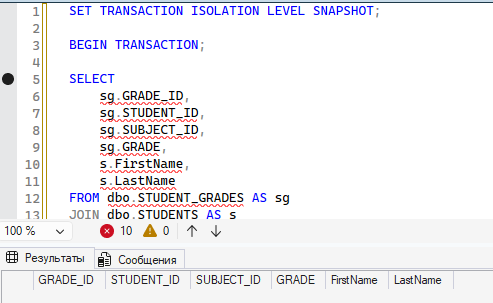 1 SET TRANSACTION ISOLATION LEVEL SNAPSHOT;
2
3 BEGIN TRANSACTION;
4
5 SELECT
6 sg.GRADE_ID,
7 sg.STUDENT_ID,
8 sg.SUBJECT_ID,
9 sg.GRADE,
10 s.FirstName,
11 s.LastName
12 FROM dbo.STUDENT_GRADES AS sg
13 JOIN dbo.STUDENTS AS s
100 % 10 0
Результаты Сообщения
GRADE_ID STUDENT_ID SUBJECT_ID GRADE FirstName LastName